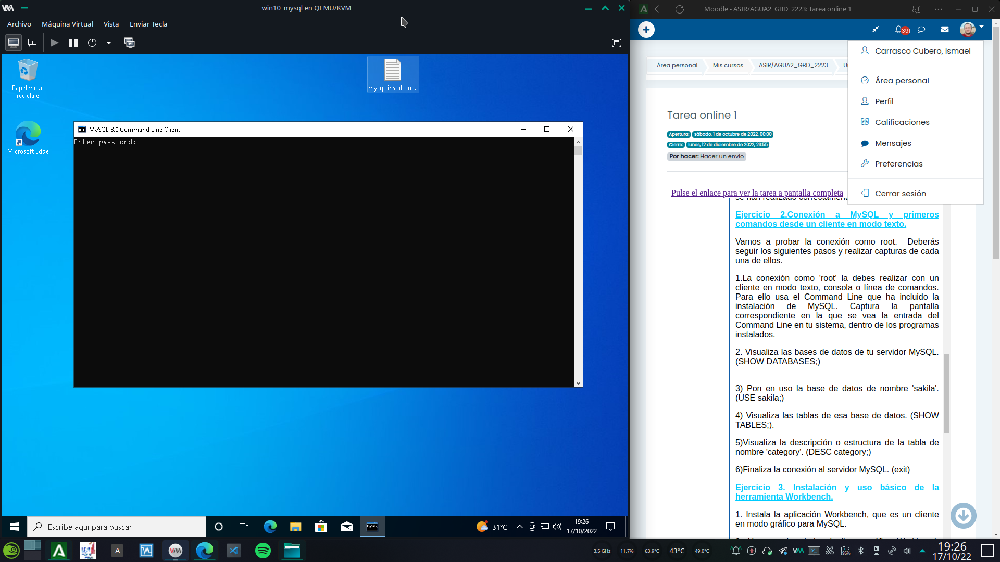 win10_mysql en QEMU/KVM
Archivo
Máquina Virtual
Vista
Enviar Tecla
Papelera de
reciclaje
Microsoft Edge
mysql_install_lo...
MySQL 8.0 Command Line Client
Enter password:
Escribe aquí para buscar
31°C
19:26
17/10/2022
Moodle - ASIR/AGUA2_GBD_2223: Tarea online 1
391
Área personal
Mis cursos
ASIR/AGUA2_GBD_2223
Carrasco Cubero, Ismael
Área personal
Perfil
Calificaciones
Mensajes
Preferencias
Cerrar sesión
Tarea online 1
Apertura: sábado, 1 de octubre de 2022, 00:00
Cierre: lunes, 12 de diciembre de 2022, 23:55
Por hacer: Hacer un envío
Pulse el enlace para ver la tarea a pantalla completa
Ejercicio 2.Conexión a MySQL y primeros
comandos desde un cliente en modo texto.
Vamos a probar la conexión como root. Deberás
seguir los siguientes pasos y realizar capturas de cada
una de ellos.
1.La conexión como 'root' la debes realizar con un
cliente en modo texto, consola o línea de comandos.
Para ello usa el Command Line que ha incluido la
instalación de MySQL. Captura la pantalla
correspondiente en la que se vea la entrada del
Command Line en tu sistema, dentro de los programas
instalados.
2. Visualiza las bases de datos de tu servidor MySQL.
(SHOW DATABASES;)
3) Pon en uso la base de datos de nombre 'sakila'.
(USE sakila;)
4) Visualiza las tablas de esa base de datos. (SHOW
TABLES;).
5)Visualiza la descripción o estructura de la tabla de
nombre 'category'. (DESC category;)
6)Finaliza la conexión al servidor MySQL. (exit)
Ejercicio 3. Instalación y uso básico de la
herramienta Workbench.
1. Instala la aplicación Workbench, que es un cliente
en modo gráfico para MySQL.
3,5 GHz
11,7%
63,9°C
43°C
49,0°C
96%
19:26
17/10/22